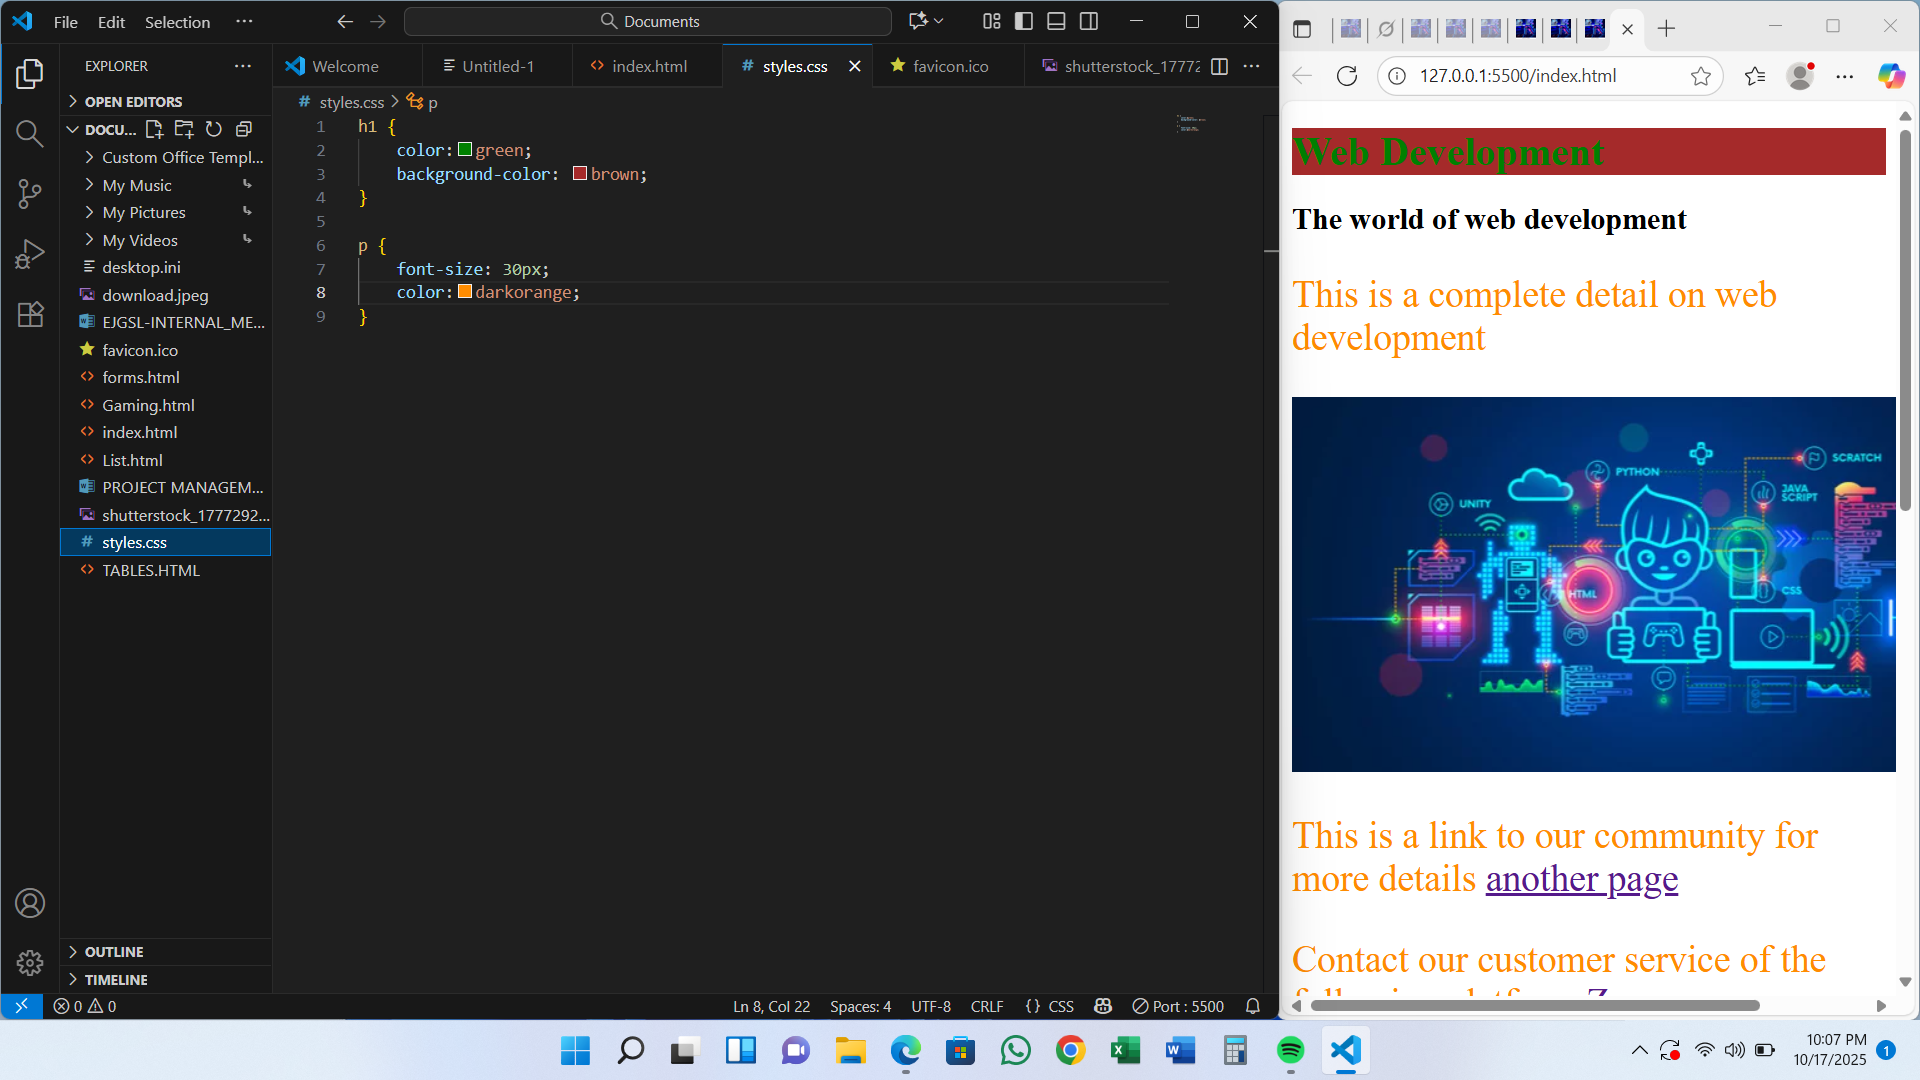 File Edit Selection ··· Documents
EXPLORER ···
OPEN EDITORS
DOCU...
Custom Office Templ...
My Music
My Pictures
My Videos
desktop.ini
download.jpeg
EJGSL-INTERNAL_ME...
favicon.ico
forms.html
Gaming.html
index.html
List.html
PROJECT MANAGEM...
shutterstock_1777292...
styles.css
TABLES.HTML
OUTLINE
TIMELINE
Welcome Untitled-1 index.html # styles.css favicon.ico shutterstock_17772
# styles.css > p
1 h1 {
2 color: green;
3 background-color: brown;
4 }
5
6 p {
7 font-size: 30px;
8 color: darkorange;
9 }
0 0 Ln 8, Col 22 Spaces: 4 UTF-8 CRLF {} CSS Port : 5500
127.0.0.1:5500/index.html
Web Development
The world of web development
This is a complete detail on web
development
SCRATCH
PYTHON
JAVA
SCRIPT
UNITY
HTML
CSS
This is a link to our community for
more details another page
Contact our customer service of the
10:07 PM
10/17/2025
1